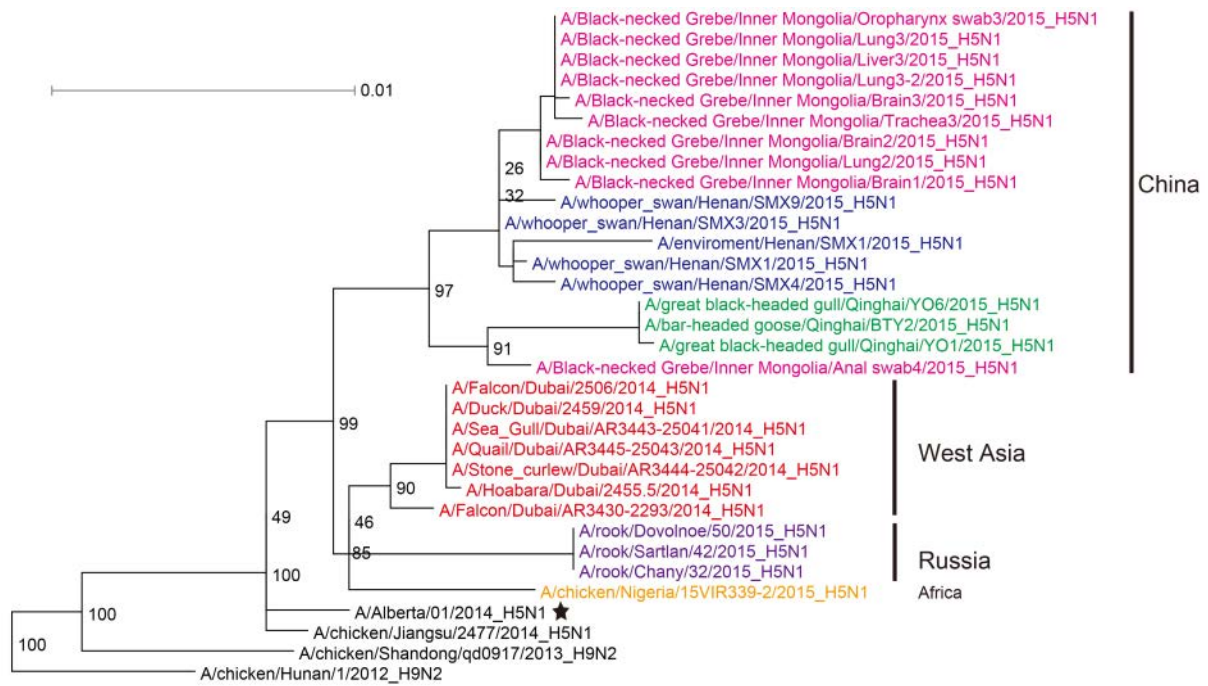 A/Black-necked Grebe/Inner Mongolia/Oropharynx swab3/2015_H5N1
A/Black-necked Grebe/Inner Mongolia/Lung3/2015_H5N1
A/Black-necked Grebe/Inner Mongolia/Liver3/2015_H5N1
A/Black-necked Grebe/Inner Mongolia/Lung3-2/2015_H5N1
0.01
A/Black-necked Grebe/Inner Mongolia/Brain3/2015_H5N1
A/Black-necked Grebe/Inner Mongolia/Trachea3/2015_H5N1
A/Black-necked Grebe/Inner Mongolia/Brain2/2015_H5N1
A/Black-necked Grebe/Inner Mongolia/Lung2/2015_H5N1
26
A/Black-necked Grebe/Inner Mongolia/Brain1/2015_H5N1
China
32
A/whooper_swan/Henan/SMX9/2015_H5N1
A/whooper_swan/Henan/SMX3/2015_H5N1
A/enviroment/Henan/SMX1/2015_H5N1
A/whooper_swan/Henan/SMX1/2015_H5N1
A/whooper_swan/Henan/SMX4/2015_H5N1
97
A/great black-headed gull/Qinghai/YO6/2015_H5N1
A/bar-headed goose/Qinghai/BTY2/2015_H5N1
A/great black-headed gull/Qinghai/YO1/2015_H5N1
91
A/Black-necked Grebe/Inner Mongolia/Anal swab4/2015_H5N1
A/Falcon/Dubai/2506/2014_H5N1
A/Duck/Dubai/2459/2014_H5N1
99
A/Sea_Gull/Dubai/AR3443-25041/2014_H5N1
A/Quail/Dubai/AR3445-25043/2014_H5N1
West Asia
A/Stone_curlew/Dubai/AR3444-25042/2014_H5N1
90
A/Hoabara/Dubai/2455.5/2014_H5N1
A/Falcon/Dubai/AR3430-2293/2014_H5N1
49
46
A/rook/Dovolnoe/50/2015_H5N1
85
A/rook/Sartlan/42/2015_H5N1
Russia
100
A/rook/Chany/32/2015_H5N1
A/chicken/Nigeria/15VIR339-2/2015_H5N1
Africa
100
A/Alberta/01/2014_H5N1
A/chicken/Jiangsu/2477/2014_H5N1
100
A/chicken/Shandong/qd0917/2013_H9N2
A/chicken/Hunan/1/2012_H9N2